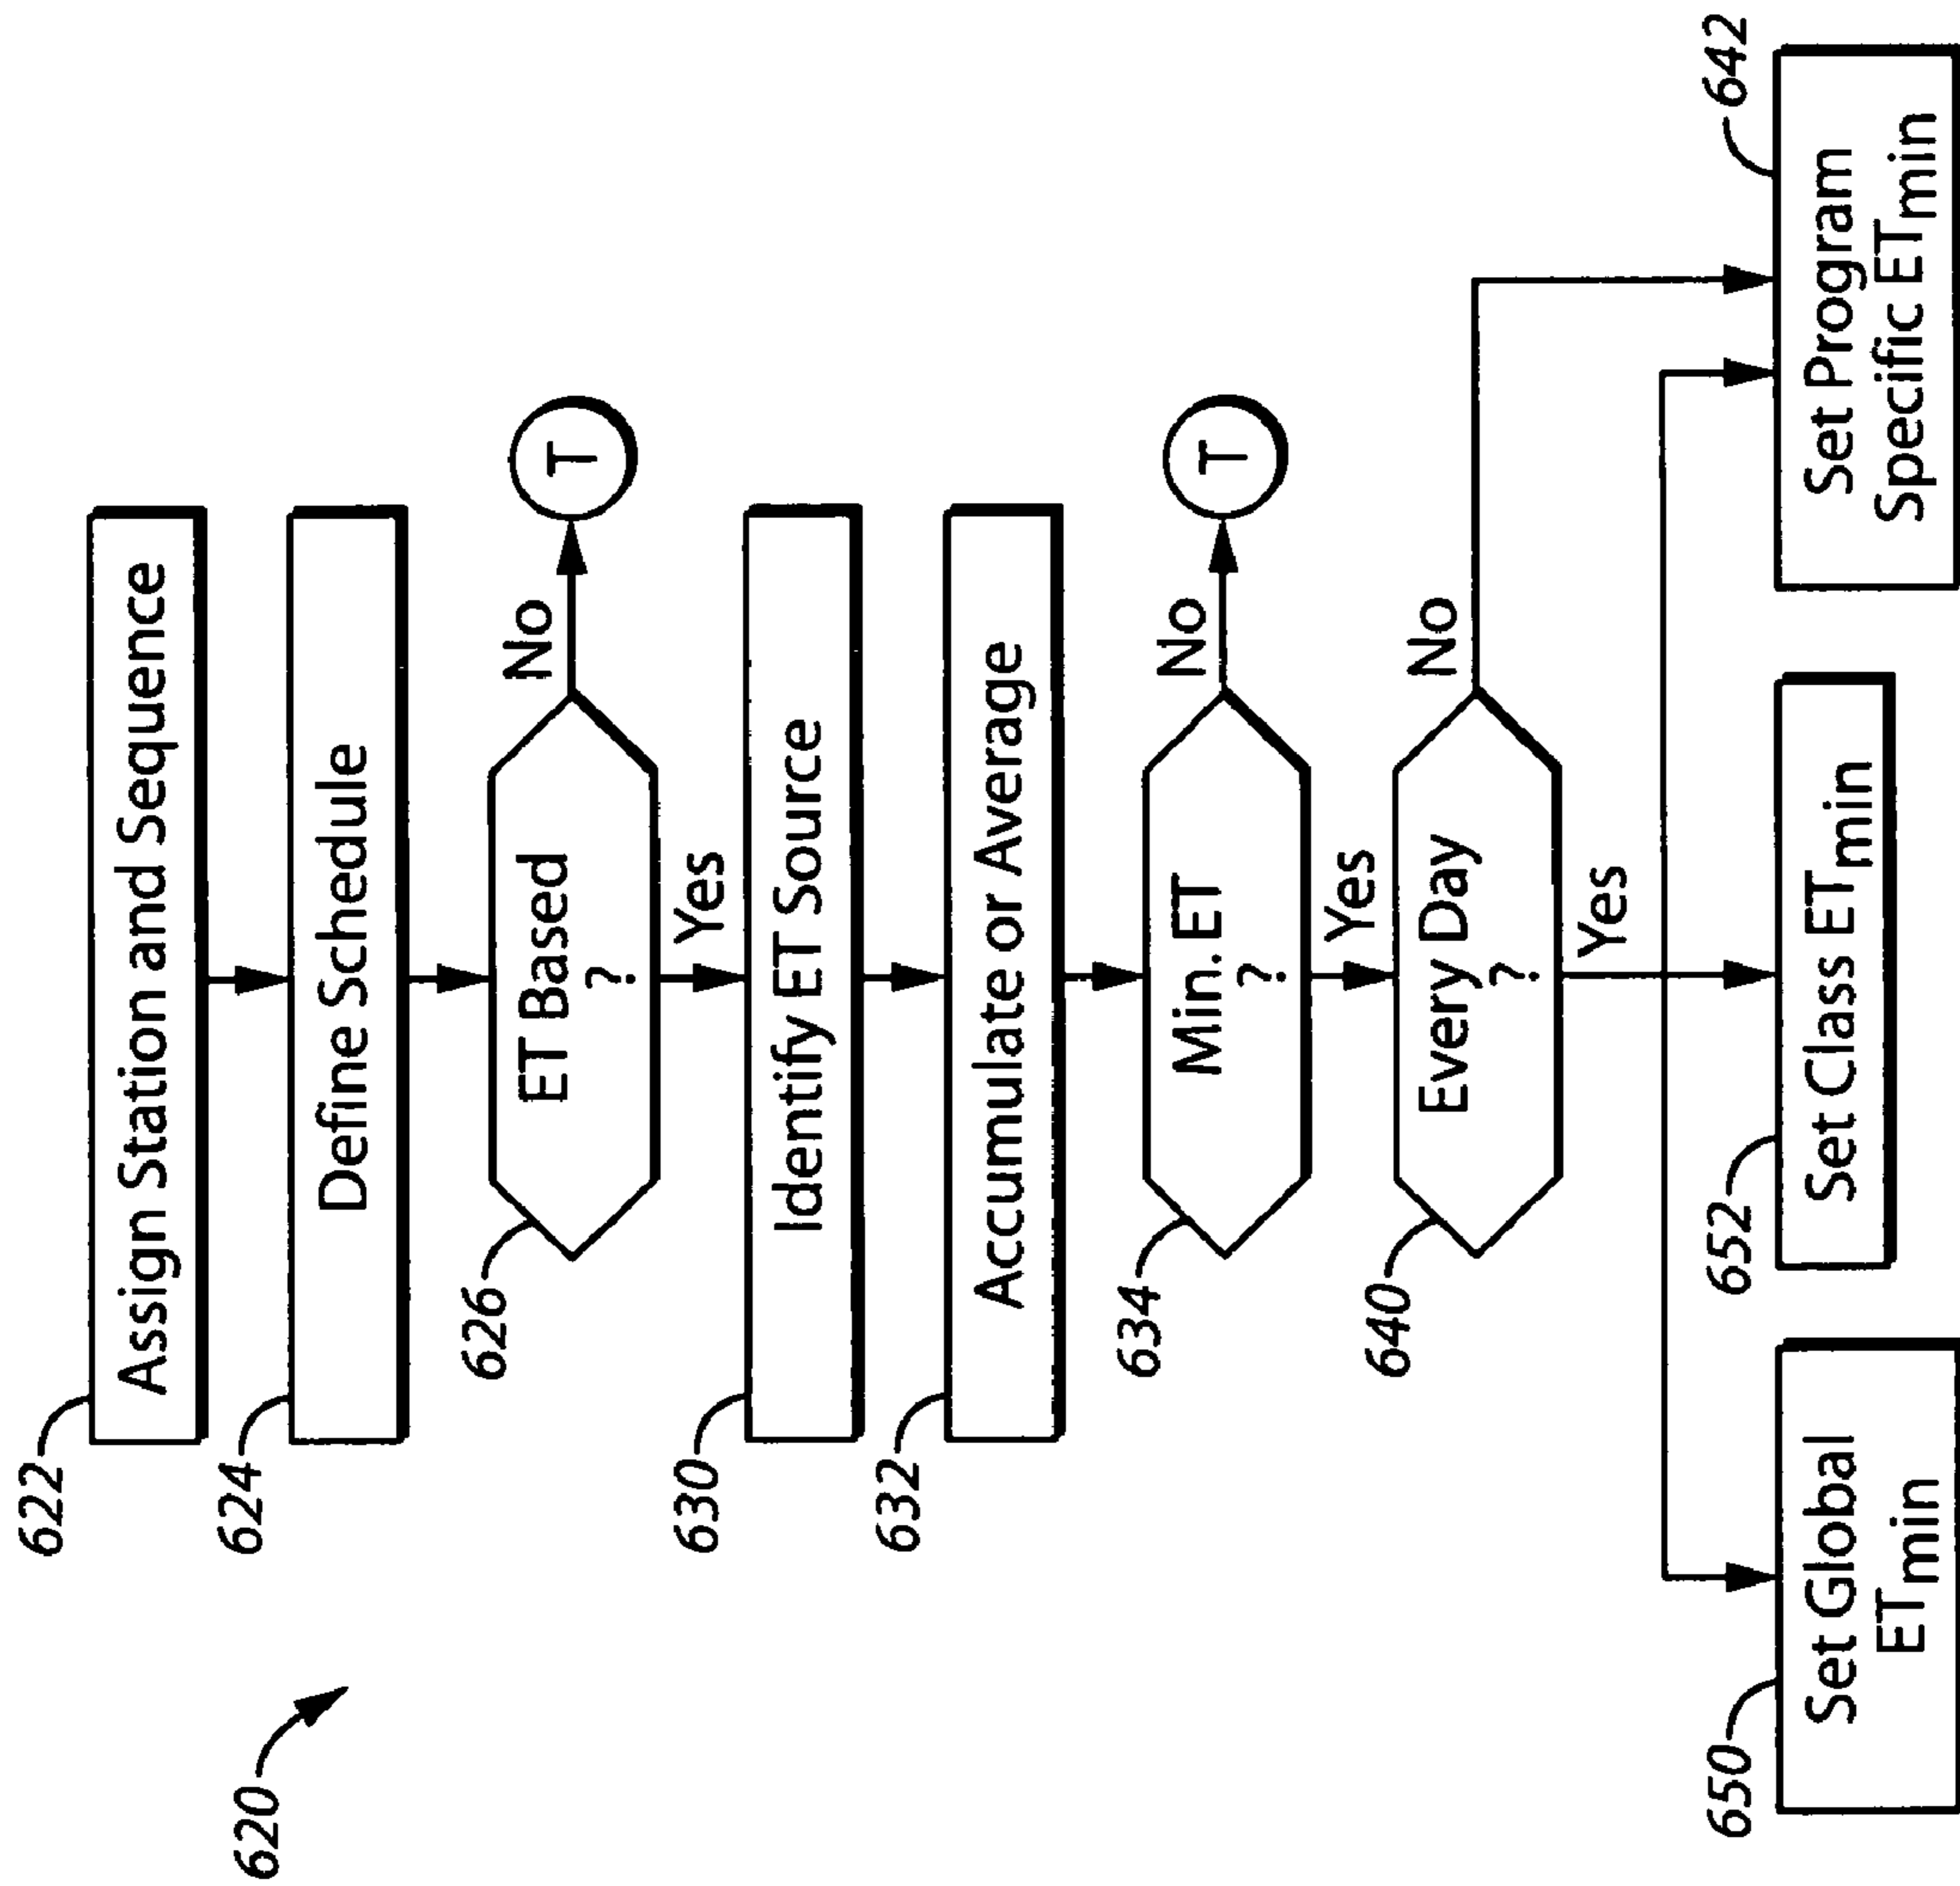 620
622
Assign Station and Sequence
624
Define Schedule
626
ET Based
?
No
T
Yes
630
Identify ET Source
632
Accumulate or Average
634
Min. ET
?
No
T
Yes
640
Every Day
?
No
Yes
650
Set Global
ETmin
652
Set Class ETmin
642
Set Program
Specific ETmin